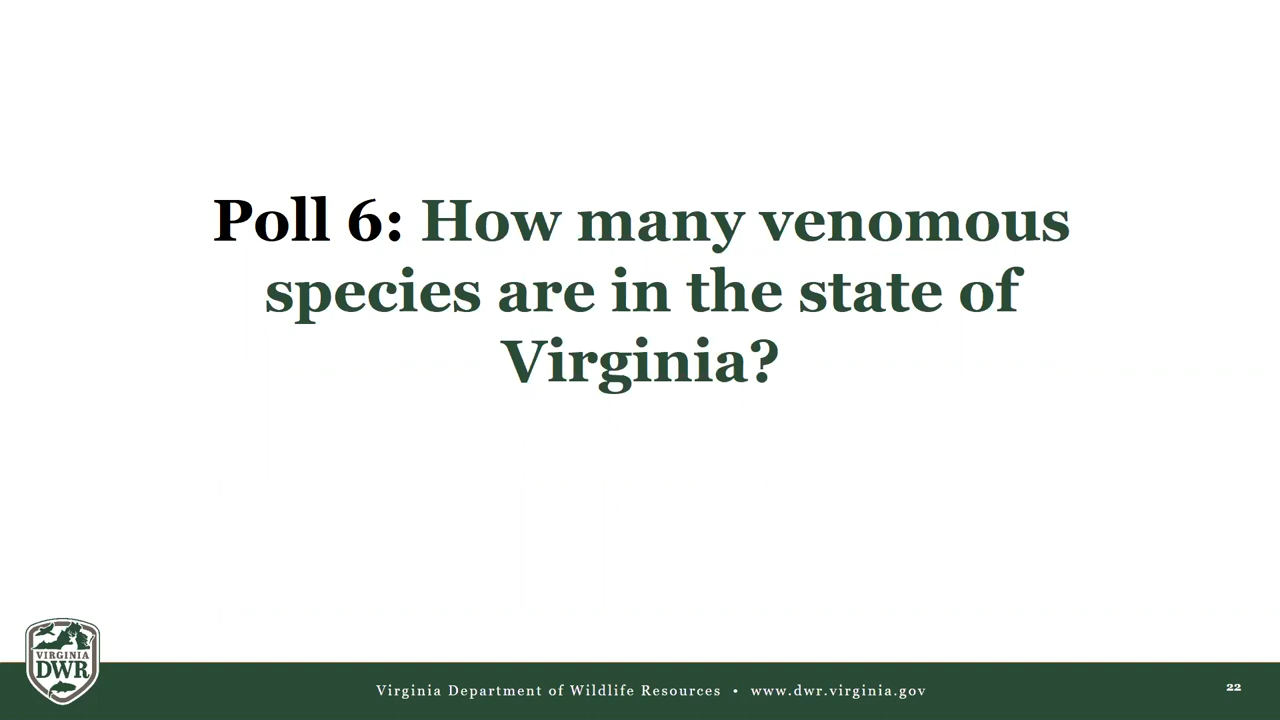 Poll 6: How many venomous
species are in the state of
Virginia?
VIRGINIA
DWR
Virginia Department of Wildlife Resources • www.dwr.virginia.gov
22